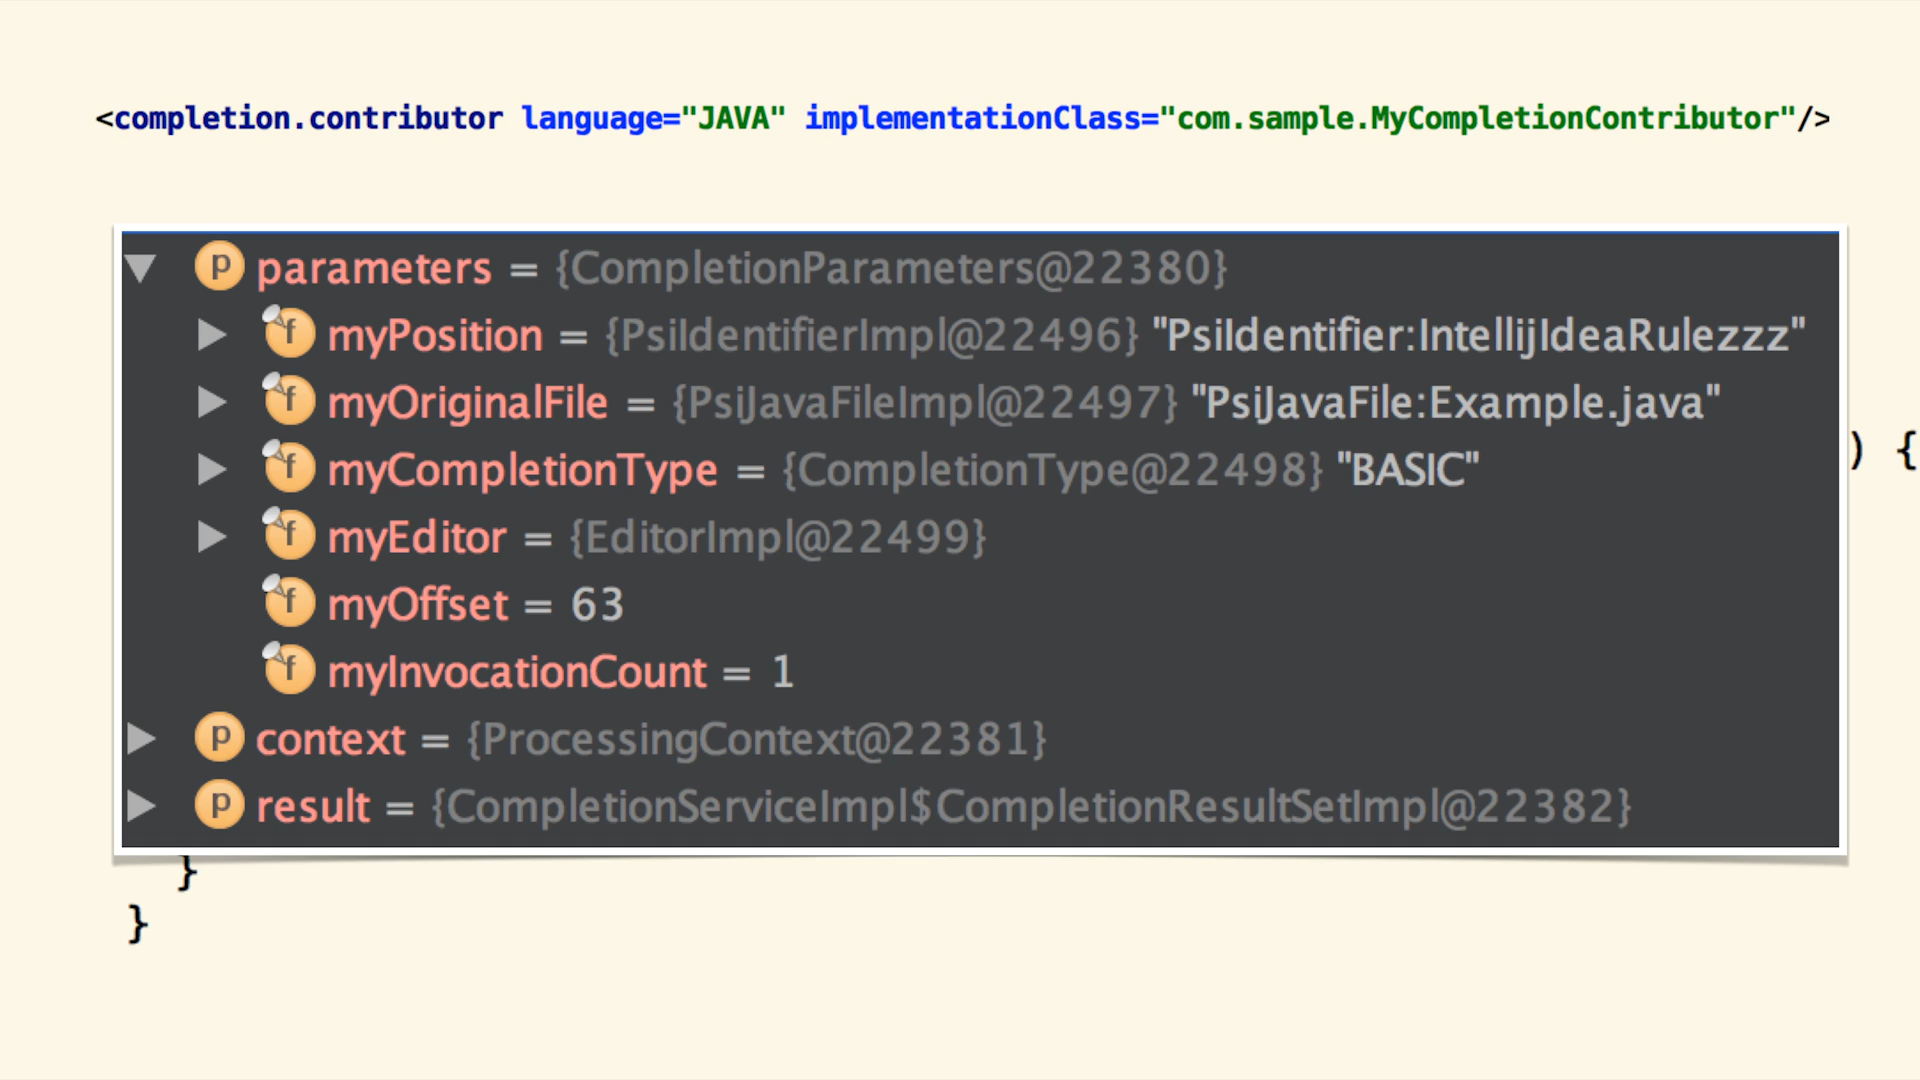 <completion.contributor language="JAVA" implementationClass="com.sample.MyCompletionContributor"/>
p parameters = {CompletionParameters@22380}
f myPosition = {PsiIdentifierImpl@22496} "PsiIdentifier:IntellijIdeaRulezzz"
f myOriginalFile = {PsiJavaFileImpl@22497} "PsiJavaFile:Example.java"
) {
f myCompletionType = {CompletionType@22498} "BASIC"
f myEditor = {EditorImpl@22499}
f myOffset = 63
f myInvocationCount = 1
p context = {ProcessingContext@22381}
p result = {CompletionServiceImpl$CompletionResultSetImpl@22382}
}
}